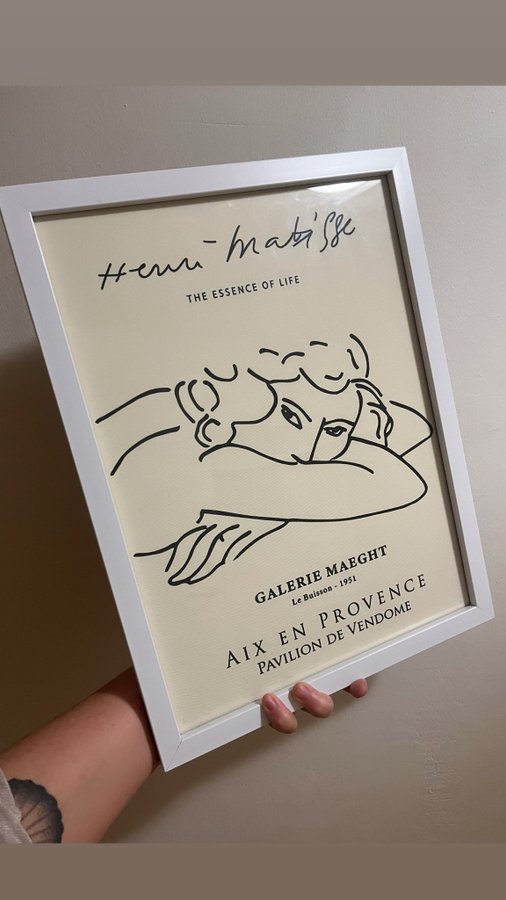 Henri Matisse
THE ESSENCE OF LIFE
GALERIE MAEGHT
Le Buisson - 1951
AIX EN PROVENCE
PAVILION DE VENDOME